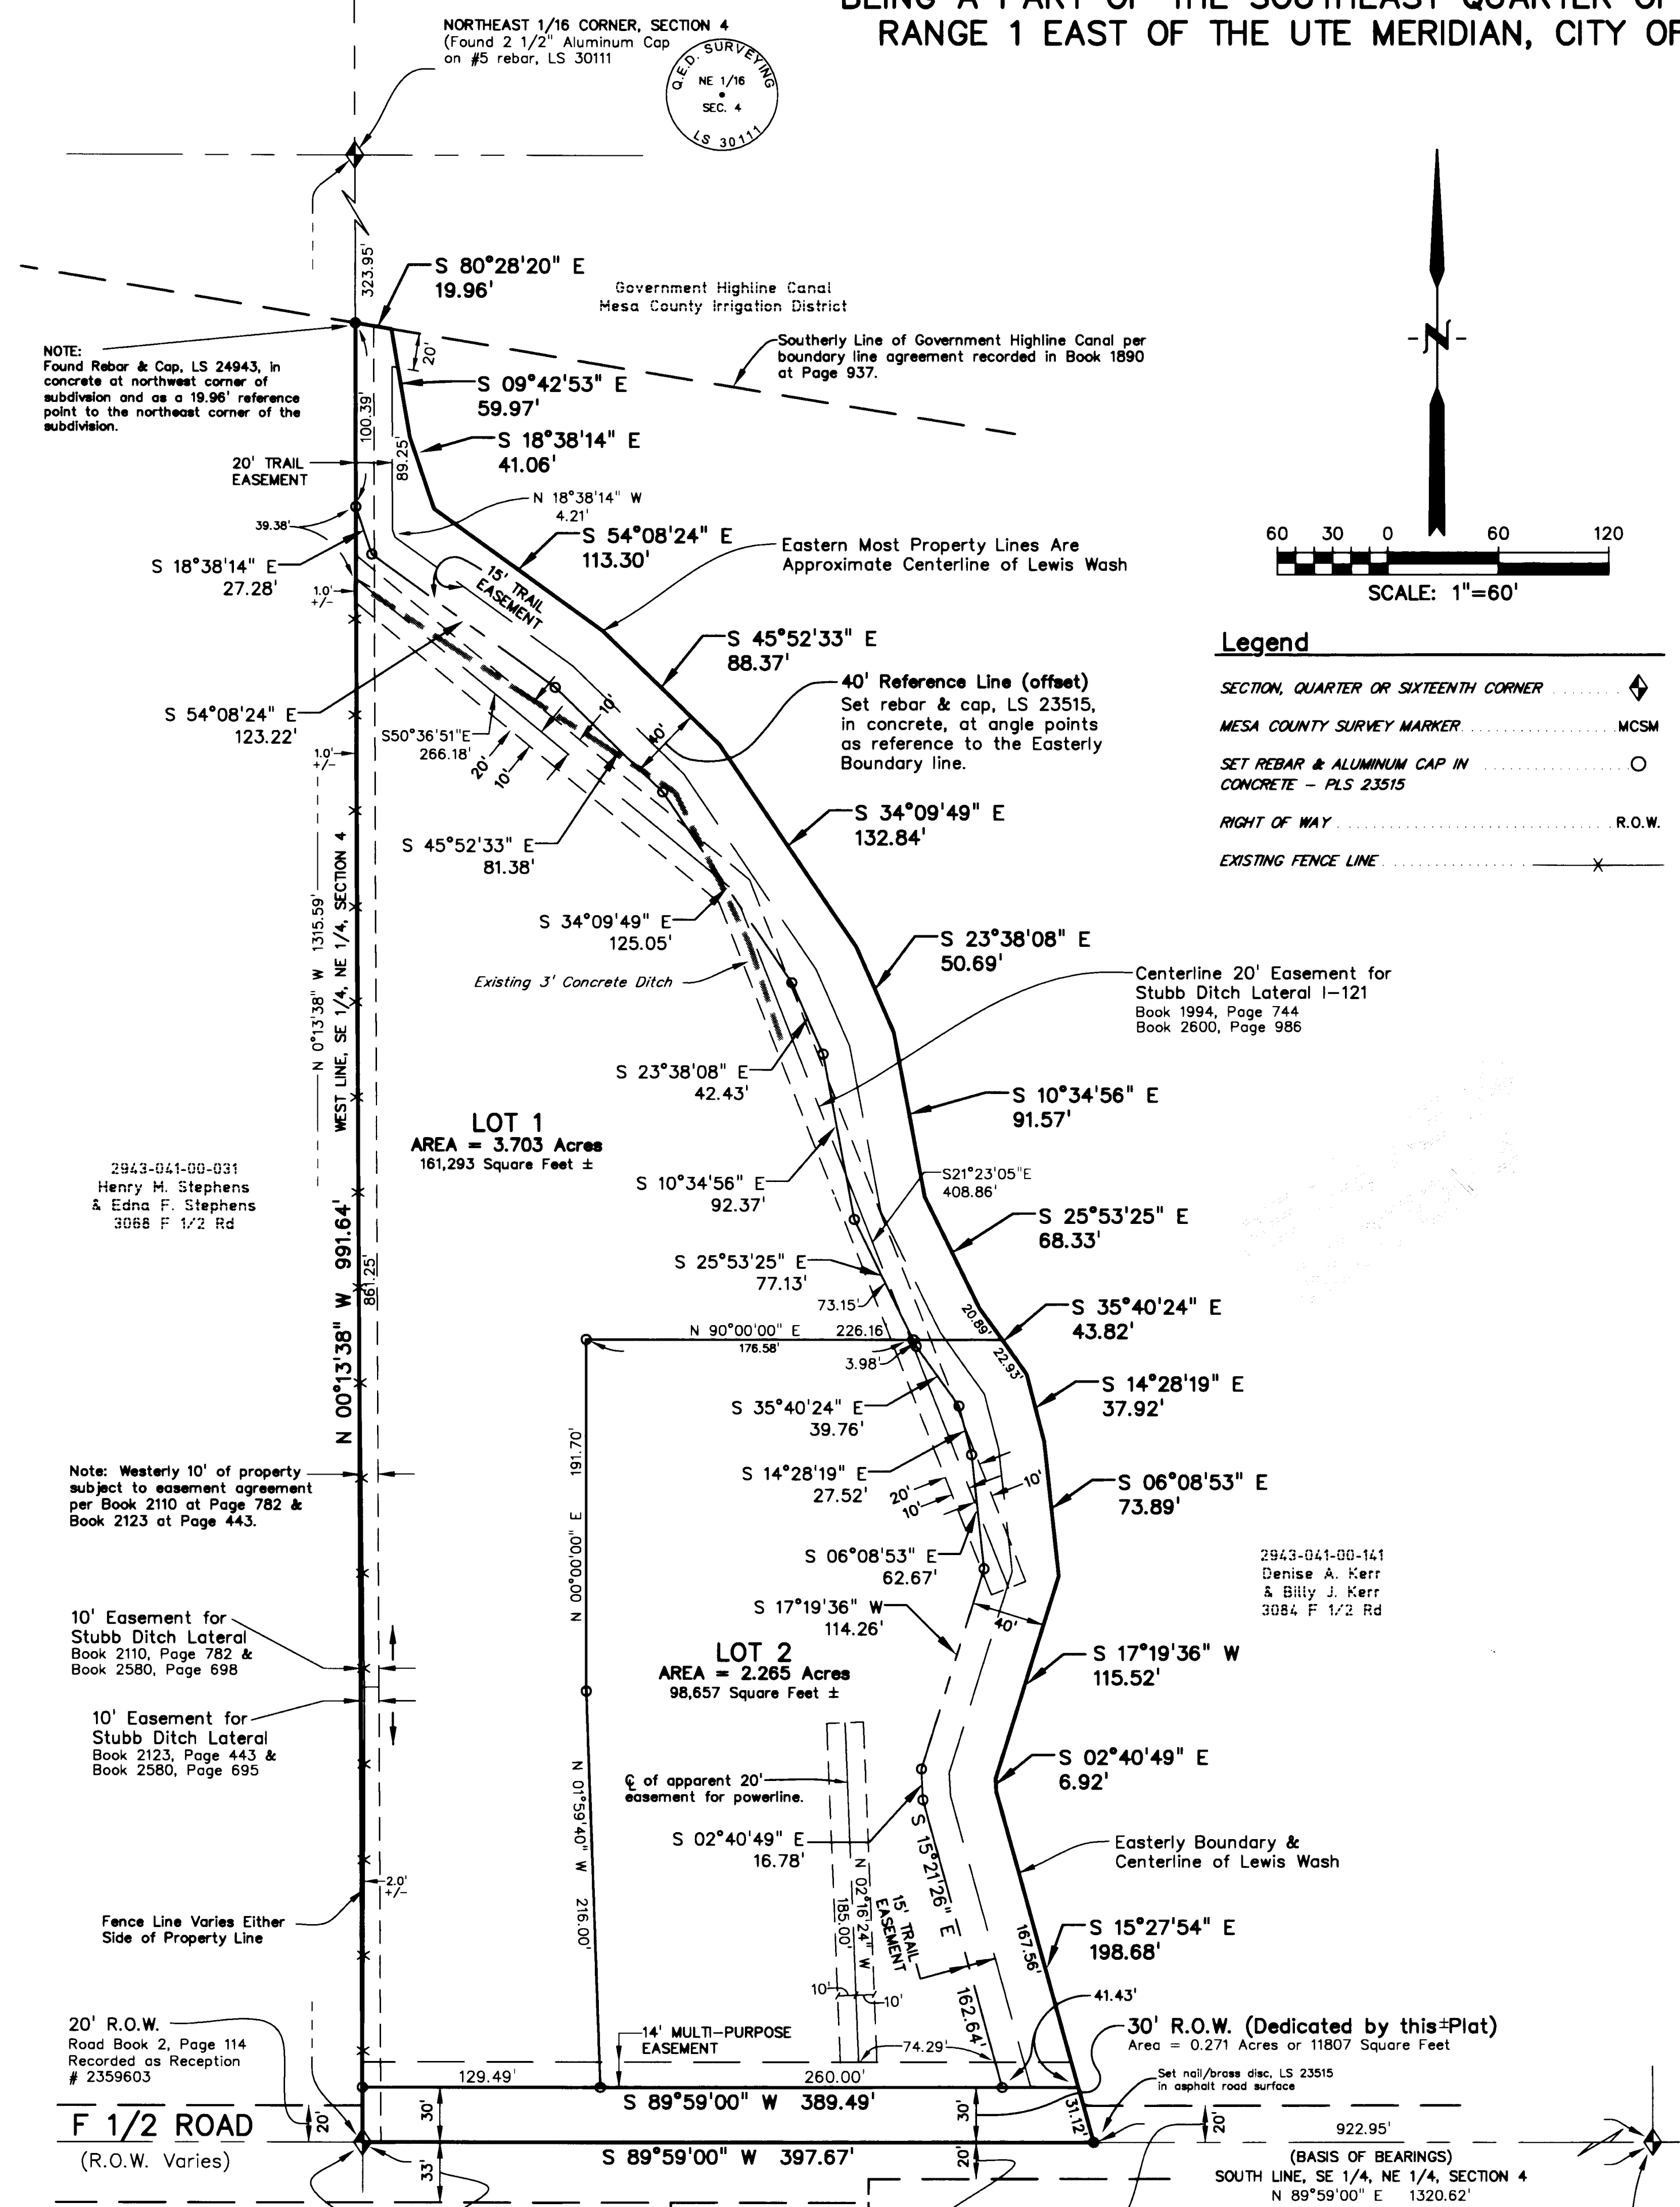 BEING A PART OF THE SOUTHEAST QUARTER OF
RANGE 1 EAST OF THE UTE MERIDIAN, CITY OF
NORTHEAST 1/16 CORNER, SECTION 4
(Found 2 1/2" Aluminum Cap
on #5 rebar, LS 30111
Q.E.D. SURVEYING
NE 1/16
SEC. 4
LS 30111
323.95'
S 80°28'20" E
19.96'
Government Highline Canal
Mesa County Irrigation District
Southerly Line of Government Highline Canal per
boundary line agreement recorded in Book 1890
at Page 937.
NOTE:
Found Rebar & Cap, LS 24943, in
concrete at northwest corner of
subdivsion and as a 19.96' reference
point to the northeast corner of the
subdivision.
20'
S 09°42'53" E
59.97'
100.39'
89.25'
S 18°38'14" E
41.06'
20' TRAIL
EASEMENT
N 18°38'14" W
4.21'
39.38'
S 54°08'24" E
113.30'
S 18°38'14" E
27.28'
1.0'
+/-
15' TRAIL
EASEMENT
Eastern Most Property Lines Are
Approximate Centerline of Lewis Wash
N
60 30 0 60 120
SCALE: 1"=60'
Legend
SECTION, QUARTER OR SIXTEENTH CORNER
MESA COUNTY SURVEY MARKER MCSM
SET REBAR & ALUMINUM CAP IN
CONCRETE - PLS 23515
RIGHT OF WAY R.O.W.
EXISTING FENCE LINE
S 45°52'33" E
88.37'
40' Reference Line (offset)
Set rebar & cap, LS 23515,
in concrete, at angle points
as reference to the Easterly
Boundary line.
S 54°08'24" E
123.22'
S50°36'51"E
266.18'
10'
40'
20'
10'
1.0'
+/-
S 45°52'33" E
81.38'
S 34°09'49" E
132.84'
N 0°13'38" W 1315.59'
WEST LINE, SE 1/4, NE 1/4, SECTION 4
S 34°09'49" E
125.05'
Existing 3' Concrete Ditch
S 23°38'08" E
50.69'
Centerline 20' Easement for
Stubb Ditch Lateral I-121
Book 1994, Page 744
Book 2600, Page 986
S 23°38'08" E
42.43'
S 10°34'56" E
91.57'
LOT 1
AREA = 3.703 Acres
161,293 Square Feet ±
2943-041-00-031
Henry M. Stephens
& Edna F. Stephens
3068 F 1/2 Rd
S 10°34'56" E
92.37'
S21°23'05"E
408.86'
N 00°13'38" W 991.64'
861.25'
S 25°53'25" E
68.33'
S 25°53'25" E
77.13'
73.15'
20.89'
S 35°40'24" E
43.82'
N 90°00'00" E 226.16'
176.58'
3.98'
22.93'
S 14°28'19" E
37.92'
S 35°40'24" E
39.76'
191.70'
N 00°00'00" E
S 14°28'19" E
27.52'
20'
10'
10'
S 06°08'53" E
73.89'
Note: Westerly 10' of property
subject to easement agreement
per Book 2110 at Page 782 &
Book 2123 at Page 443.
S 06°08'53" E
62.67'
2943-041-00-141
Denise A. Kerr
& Billy J. Kerr
3084 F 1/2 Rd
S 17°19'36" W
114.26'
40'
10' Easement for
Stubb Ditch Lateral
Book 2110, Page 782 &
Book 2580, Page 698
LOT 2
AREA = 2.265 Acres
98,657 Square Feet ±
S 17°19'36" W
115.52'
10' Easement for
Stubb Ditch Lateral
Book 2123, Page 443 &
Book 2580, Page 695
S 02°40'49" E
6.92'
N 01°59'40" W 216.00'
℄ of apparent 20'
easement for powerline.
S 02°40'49" E
16.78'
S 15°21'26" E
162.64'
Easterly Boundary &
Centerline of Lewis Wash
2.0'
+/-
N 02°16'24" W
185.00'
15' TRAIL
EASEMENT
Fence Line Varies Either
Side of Property Line
S 15°27'54" E
198.68'
167.56'
10'
10'
41.43'
20' R.O.W.
Road Book 2, Page 114
Recorded as Reception
# 2359603
14' MULTI-PURPOSE
EASEMENT
74.29'
30' R.O.W. (Dedicated by this Plat)
±
Area = 0.271 Acres or 11807 Square Feet
Set nail/brass disc, LS 23515
in asphalt road surface
129.49'
260.00'
S 89°59'00" W 389.49'
F 1/2 ROAD
(R.O.W. Varies)
20'
30'
30'
31.12'
20'
S 89°59'00" W 397.67'
33'
20'
922.95'
(BASIS OF BEARINGS)
SOUTH LINE, SE 1/4, NE 1/4, SECTION 4
N 89°59'00" E 1320.62'